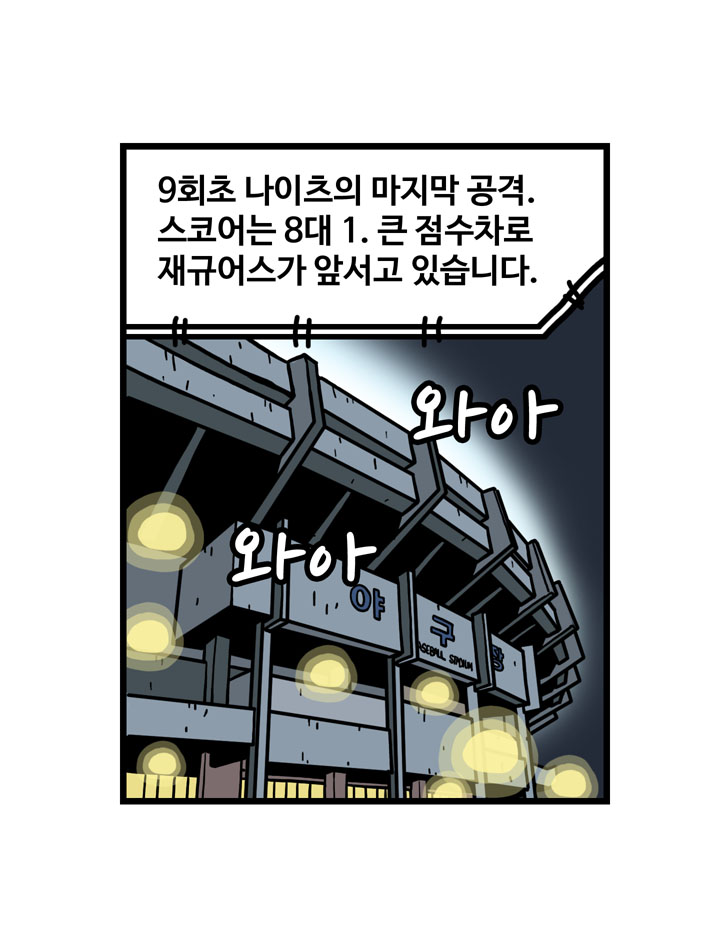 9회초 나이츠의 마지막 공격.
스코어는 8대 1. 큰 점수차로
재규어스가 앞서고 있습니다.
와아
와아
야구장
BASEBALL STADIUM